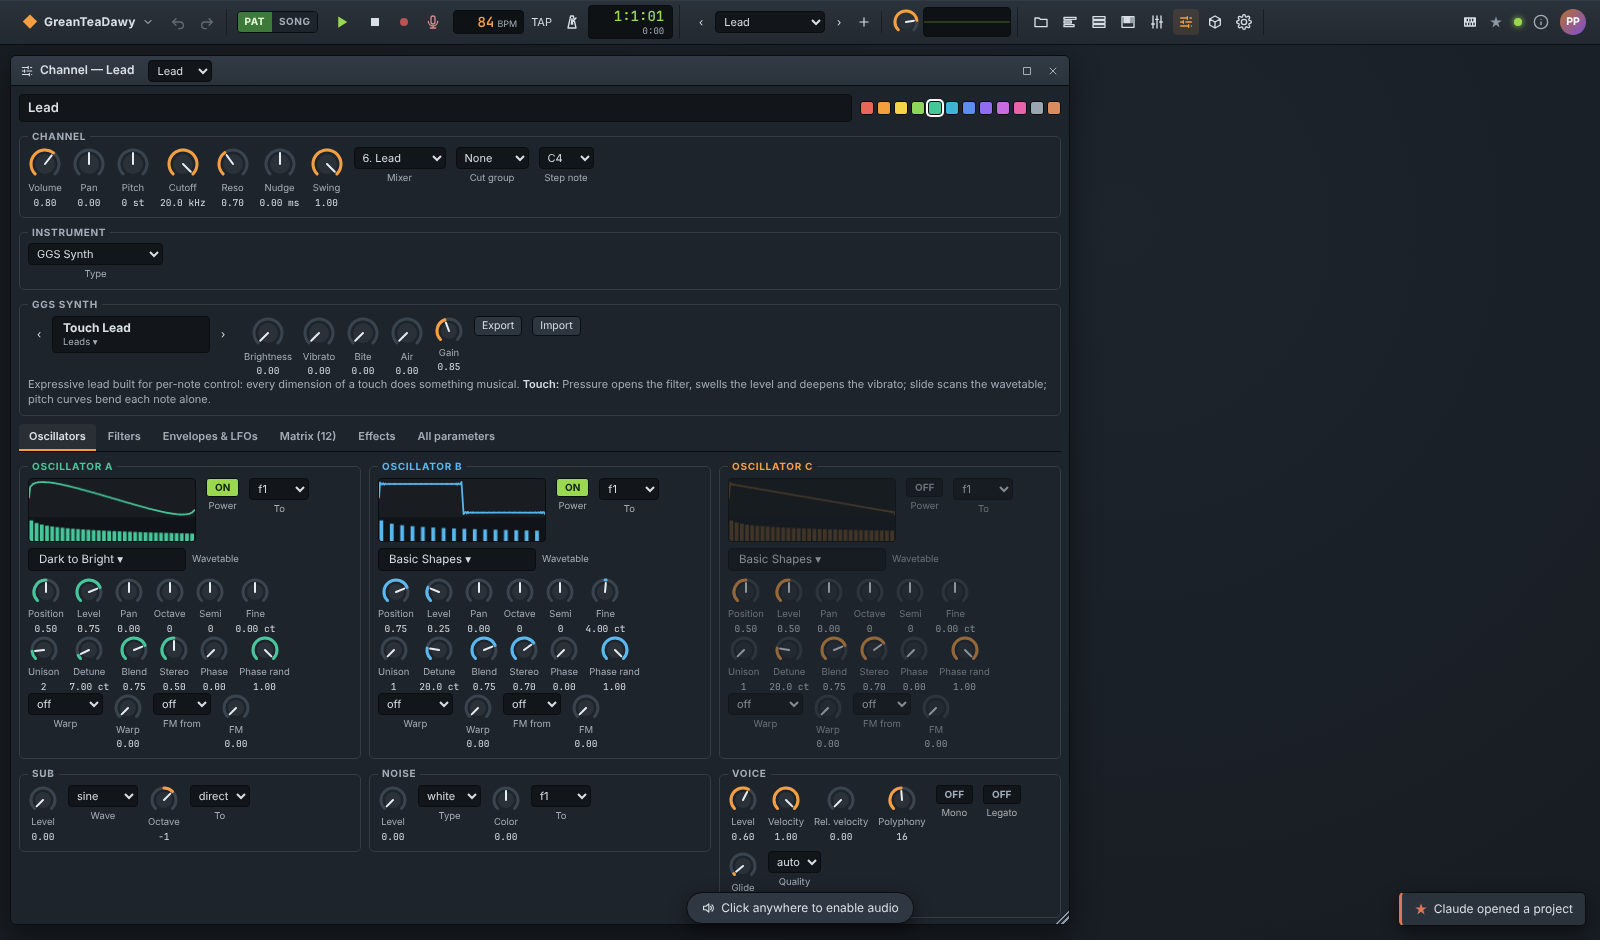 GreanTeaDawy
PAT SONG
84 BPM
TAP
1:1:01
0:00
Lead
PP
Channel — Lead
Lead
Lead
CHANNEL
Volume Pan Pitch Cutoff Reso Nudge Swing
0.80 0.00 0 st 20.0 kHz 0.70 0.00 ms 1.00
6. Lead None C4
Mixer Cut group Step note
INSTRUMENT
GGS Synth
Type
GGS SYNTH
Touch Lead
Leads ▾
Brightness Vibrato Bite Air Gain
0.00 0.00 0.00 0.00 0.85
Export Import
Expressive lead built for per-note control: every dimension of a touch does something musical. Touch: Pressure opens the filter, swells the level and deepens the vibrato; slide scans the wavetable;
pitch curves bend each note alone.
Oscillators Filters Envelopes & LFOs Matrix (12) Effects All parameters
OSCILLATOR A
ON f1
Power To
Dark to Bright ▾ Wavetable
Position Level Pan Octave Semi Fine
0.50 0.75 0.00 0 0 0.00 ct
Unison Detune Blend Stereo Phase Phase rand
2 7.00 ct 0.75 0.50 0.00 1.00
off off
Warp Warp FM from FM
0.00 0.00
OSCILLATOR B
ON f1
Power To
Basic Shapes ▾ Wavetable
Position Level Pan Octave Semi Fine
0.75 0.25 0.00 0 0 4.00 ct
Unison Detune Blend Stereo Phase Phase rand
1 20.0 ct 0.75 0.70 0.00 1.00
off off
Warp Warp FM from FM
0.00 0.00
OSCILLATOR C
OFF f1
Power To
Basic Shapes ▾ Wavetable
Position Level Pan Octave Semi Fine
0.50 0.50 0.00 0 0 0.00 ct
Unison Detune Blend Stereo Phase Phase rand
1 20.0 ct 0.75 0.70 0.00 1.00
off off
Warp Warp FM from FM
0.00 0.00
SUB
sine direct
Level Wave Octave To
0.00 -1
NOISE
white f1
Level Type Color To
0.00 0.00
VOICE
OFF OFF
Level Velocity Rel. velocity Polyphony Mono Legato
0.60 1.00 0.00 16
auto
Glide Quality
Click anywhere to enable audio
Claude opened a project